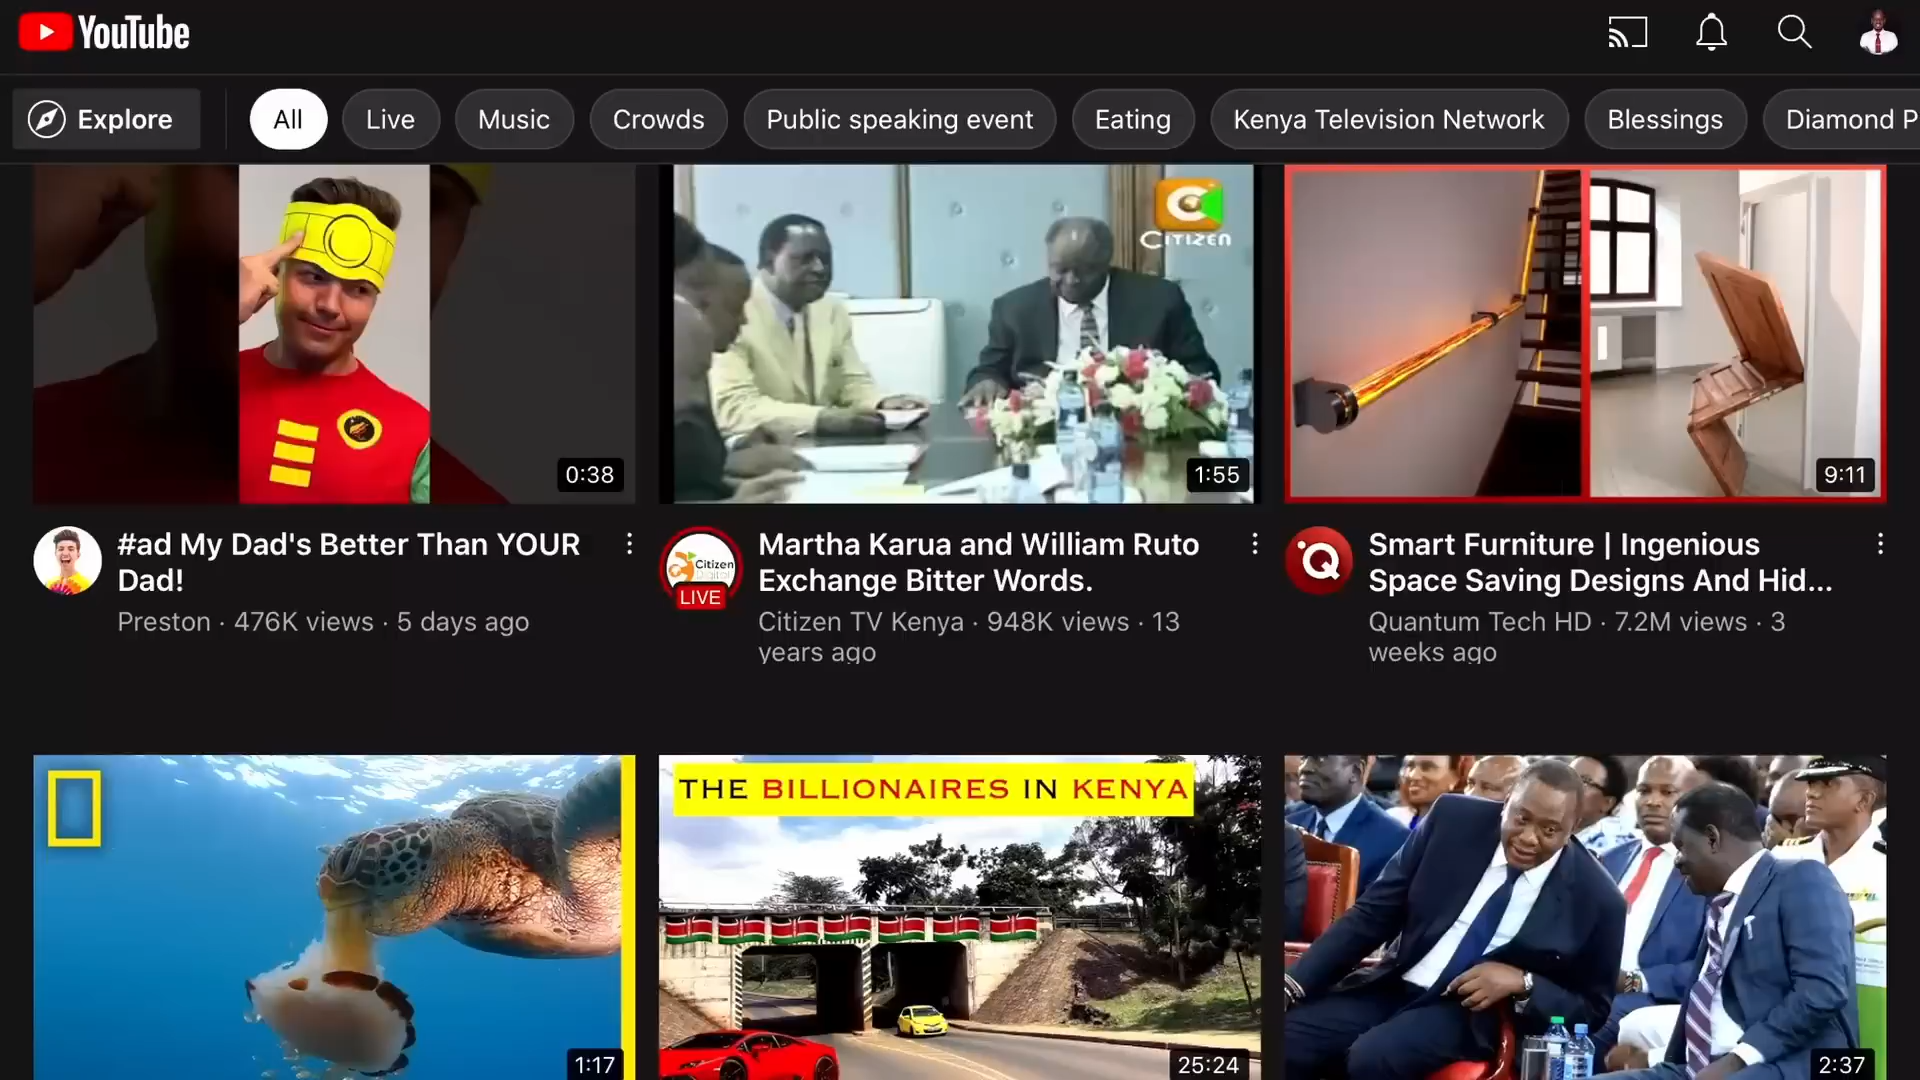 YouTube
Explore
All
Live
Music
Crowds
Public speaking event
Eating
Kenya Television Network
Blessings
Diamond P
CITIZEN
0:38
1:55
9:11
#ad My Dad's Better Than YOUR
Dad!
Preston · 476K views · 5 days ago
Citizen
Digital
LIVE
Martha Karua and William Ruto
Exchange Bitter Words.
Citizen TV Kenya · 948K views · 13
years ago
Q
Smart Furniture | Ingenious
Space Saving Designs And Hid...
Quantum Tech HD · 7.2M views · 3
weeks ago
THE BILLIONAIRES IN KENYA
1:17
25:24
2:37